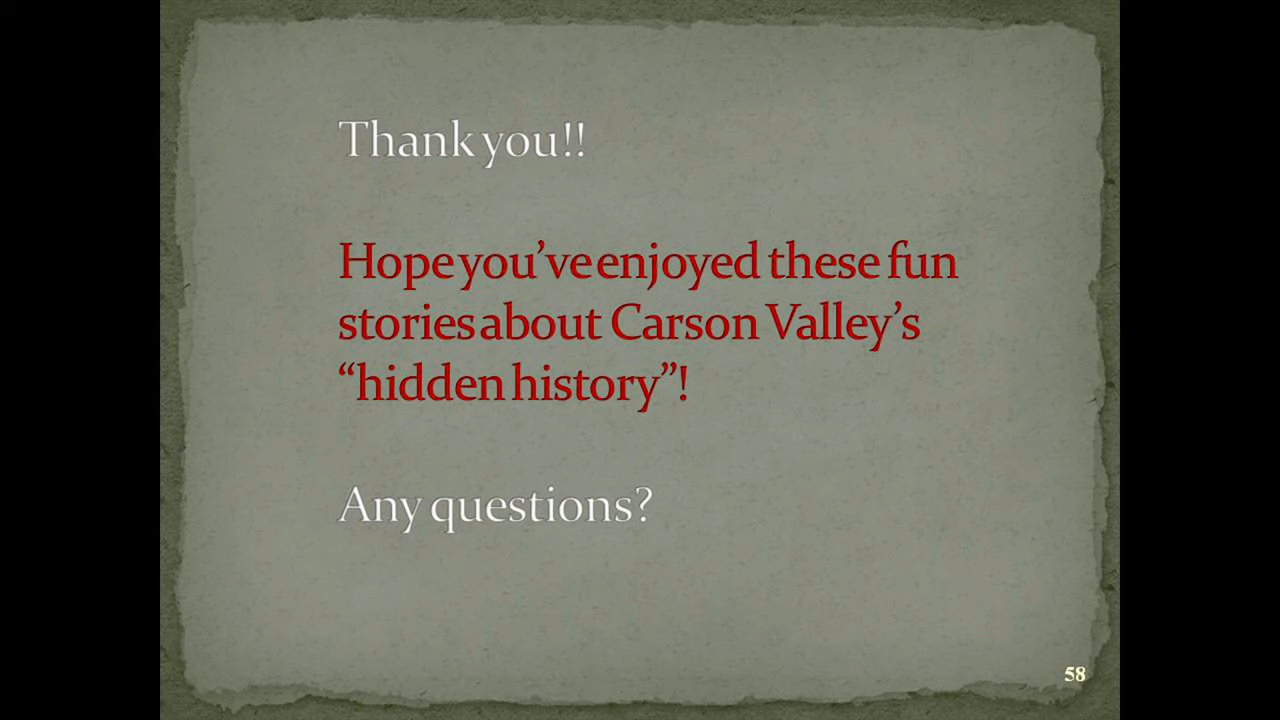 Thank you!!
Hope you’ve enjoyed these fun
stories about Carson Valley’s
“hidden history”!
Any questions?
58